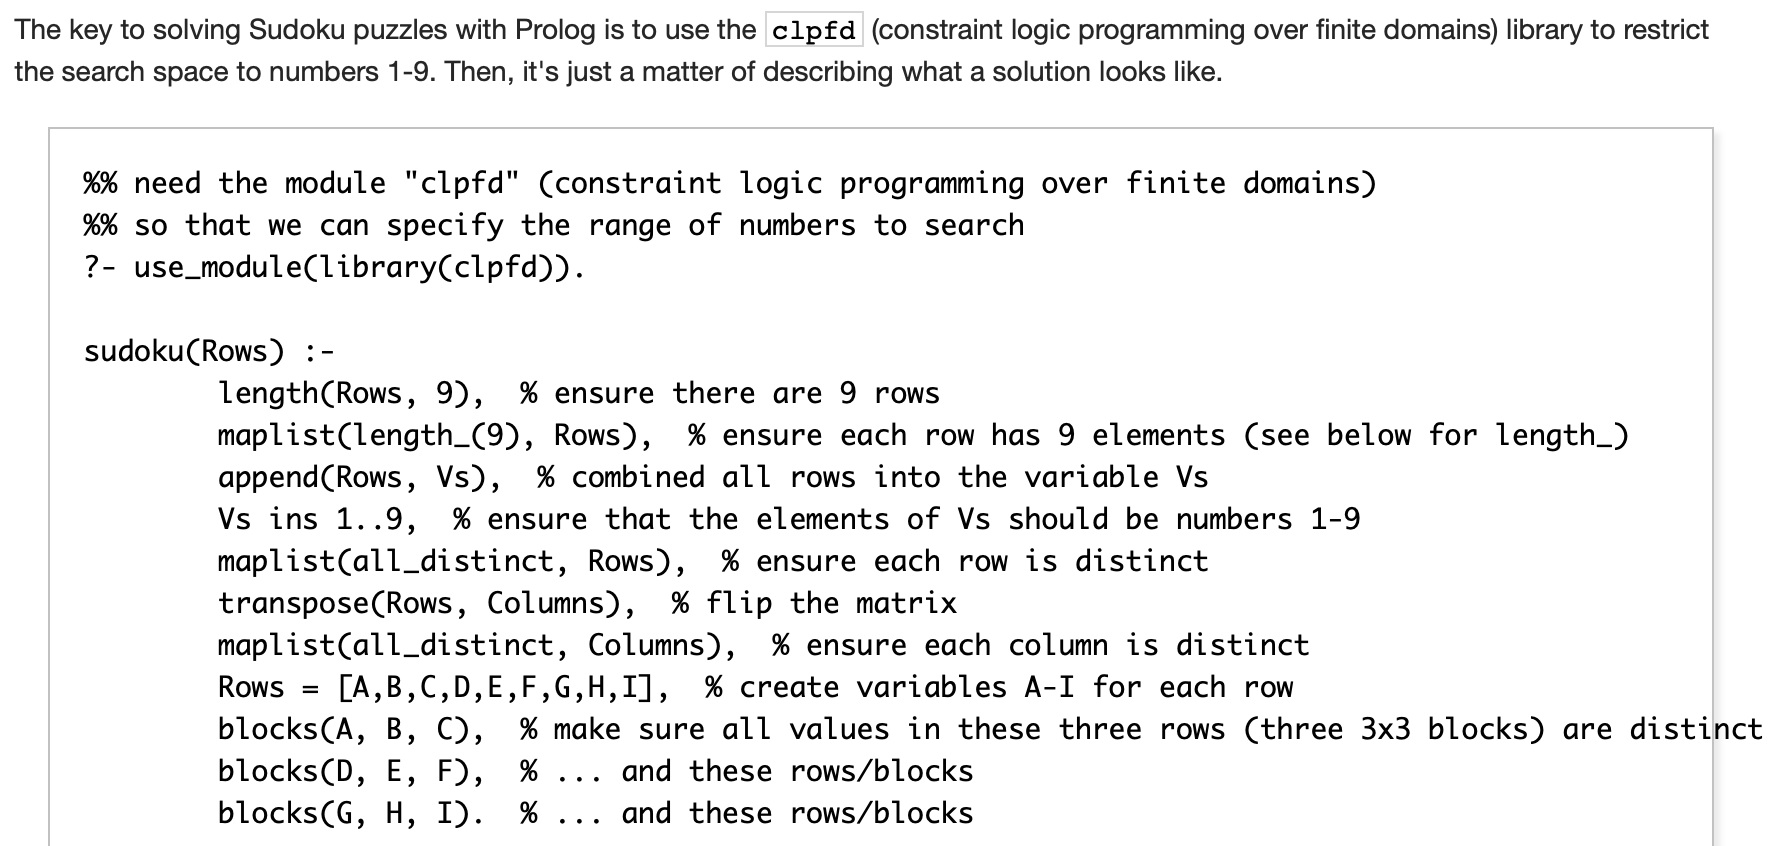 The key to solving Sudoku puzzles with Prolog is to use the clpfd (constraint logic programming over finite domains) library to restrict
the search space to numbers 1-9. Then, it's just a matter of describing what a solution looks like.
%% need the module "clpfd" (constraint logic programming over finite domains)
%% so that we can specify the range of numbers to search
?- use_module(library(clpfd)).

sudoku(Rows) :-
        length(Rows, 9),  % ensure there are 9 rows
        maplist(length_(9), Rows),  % ensure each row has 9 elements (see below for length_)
        append(Rows, Vs),  % combined all rows into the variable Vs
        Vs ins 1..9,  % ensure that the elements of Vs should be numbers 1-9
        maplist(all_distinct, Rows),  % ensure each row is distinct
        transpose(Rows, Columns),  % flip the matrix
        maplist(all_distinct, Columns),  % ensure each column is distinct
        Rows = [A,B,C,D,E,F,G,H,I],  % create variables A-I for each row
        blocks(A, B, C),  % make sure all values in these three rows (three 3x3 blocks) are distinct
        blocks(D, E, F),  % ... and these rows/blocks
        blocks(G, H, I).  % ... and these rows/blocks